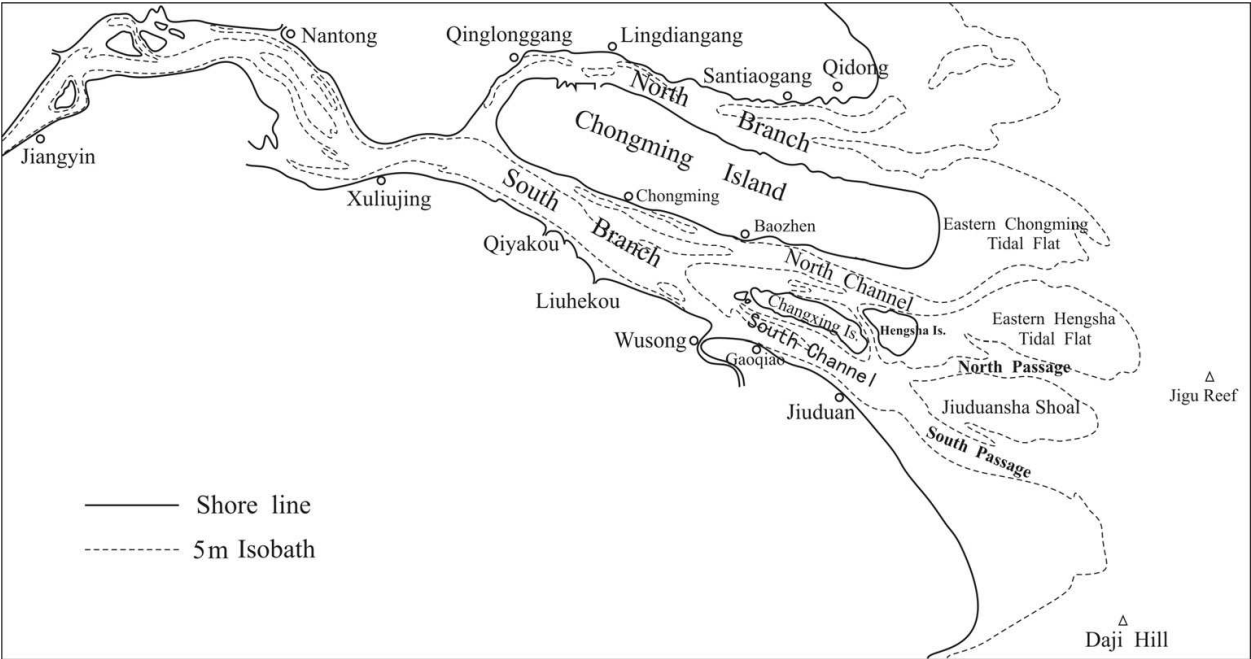 Nantong
Qinglonggang
Lingdiangang
Santiaogang
Qidong
North
Branch
Jiangyin
Chongming
Island
Xuliujing
South
Branch
Chongming
Baozhen
Eastern Chongming
Tidal Flat
Qiyakou
North Channel
Liuhekou
Changxing Is.
Hengsha Is.
Eastern Hengsha
Tidal Flat
Wusong
South Channel
Gaoqiao
North Passage
Jigu Reef
Jiuduan
Jiuduansha Shoal
South Passage
Shore line
5m Isobath
Daji Hill